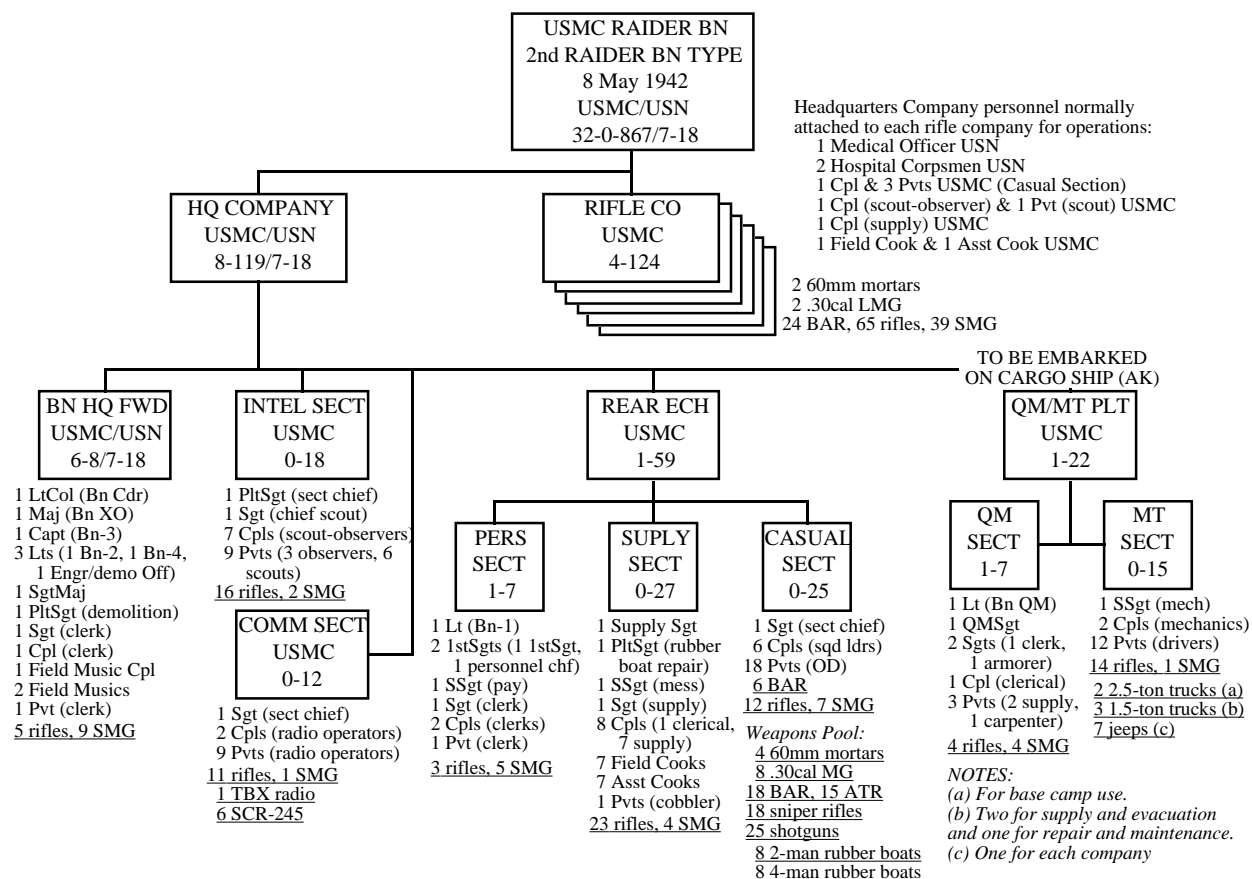 USMC RAIDER BN
2nd RAIDER BN TYPE
8 May 1942
USMC/USN
32-0-867/7-18
Headquarters Company personnel normally
attached to each rifle company for operations:
1 Medical Officer USN
2 Hospital Corpsmen USN
1 Cpl & 3 Pvts USMC (Casual Section)
1 Cpl (scout-observer) & 1 Pvt (scout) USMC
1 Cpl (supply) USMC
1 Field Cook & 1 Asst Cook USMC
HQ COMPANY
USMC/USN
8-119/7-18
RIFLE CO
USMC
4-124
2 60mm mortars
2 .30cal LMG
24 BAR, 65 rifles, 39 SMG
TO BE EMBARKED
ON CARGO SHIP (AK)
BN HQ FWD
USMC/USN
6-8/7-18
1 LtCol (Bn Cdr)
1 Maj (Bn XO)
1 Capt (Bn-3)
3 Lts (1 Bn-2, 1 Bn-4,
1 Engr/demo Off)
1 SgtMaj
1 PltSgt (demolition)
1 Sgt (clerk)
1 Cpl (clerk)
1 Field Music Cpl
2 Field Musics
1 Pvt (clerk)
5 rifles, 9 SMG
INTEL SECT
USMC
0-18
1 PltSgt (sect chief)
1 Sgt (chief scout)
7 Cpls (scout-observers)
9 Pvts (3 observers, 6
scouts)
16 rifles, 2 SMG
COMM SECT
USMC
0-12
1 Sgt (sect chief)
2 Cpls (radio operators)
9 Pvts (radio operators)
11 rifles, 1 SMG
1 TBX radio
6 SCR-245
REAR ECH
USMC
1-59
PERS
SECT
1-7
1 Lt (Bn-1)
2 1stSgts (1 1stSgt,
1 personnel chf)
1 SSgt (pay)
1 Sgt (clerk)
2 Cpls (clerks)
1 Pvt (clerk)
3 rifles, 5 SMG
SUPLY
SECT
0-27
1 Supply Sgt
1 PltSgt (rubber
boat repair)
1 SSgt (mess)
1 Sgt (supply)
8 Cpls (1 clerical,
7 supply)
7 Field Cooks
7 Asst Cooks
1 Pvts (cobbler)
23 rifles, 4 SMG
CASUAL
SECT
0-25
1 Sgt (sect chief)
6 Cpls (sqd ldrs)
18 Pvts (OD)
6 BAR
12 rifles, 7 SMG
Weapons Pool:
4 60mm mortars
8 .30cal MG
18 BAR, 15 ATR
18 sniper rifles
25 shotguns
8 2-man rubber boats
8 4-man rubber boats
QM/MT PLT
USMC
1-22
QM
SECT
1-7
1 Lt (Bn QM)
1 QMSgt
2 Sgts (1 clerk,
1 armorer)
1 Cpl (clerical)
3 Pvts (2 supply,
1 carpenter)
4 rifles, 4 SMG
MT
SECT
0-15
1 SSgt (mech)
2 Cpls (mechanics)
12 Pvts (drivers)
14 rifles, 1 SMG
2 2.5-ton trucks (a)
3 1.5-ton trucks (b)
7 jeeps (c)
NOTES:
(a) For base camp use.
(b) Two for supply and evacuation
and one for repair and maintenance.
(c) One for each company